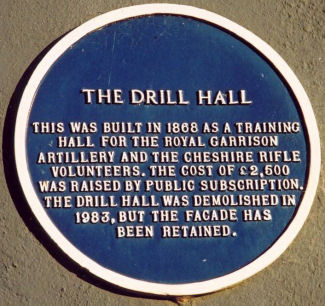 THE DRILL HALL
THIS WAS BUILT IN 1868 AS A TRAINING
HALL FOR THE ROYAL GARRISON
ARTILLERY AND THE CHESHIRE RIFLE
VOLUNTEERS. THE COST OF £2,500
WAS RAISED BY PUBLIC SUBSCRIPTION.
THE DRILL HALL WAS DEMOLISHED IN
1983, BUT THE FACADE HAS
BEEN RETAINED.